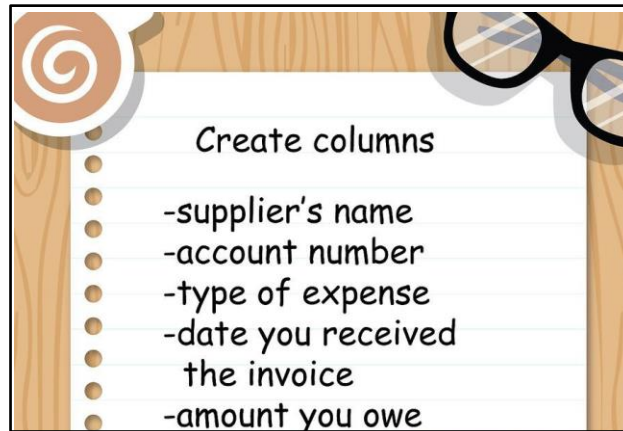 Create columns
-supplier's name
-account number
-type of expense
-date you received
the invoice
-amount you owe